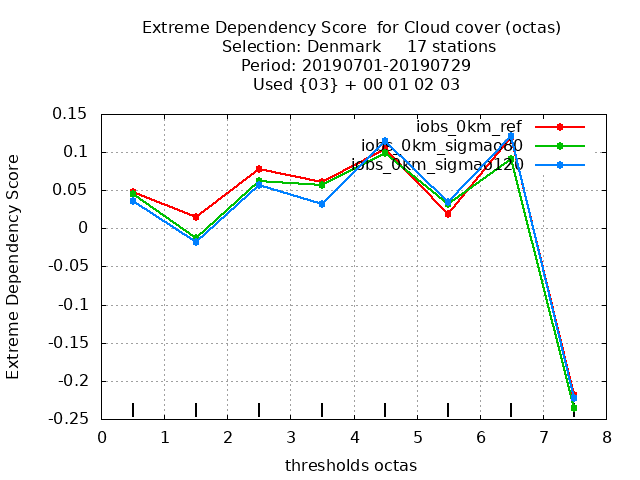 Extreme Dependency Score  for Cloud cover (octas)
Selection: Denmark     17 stations
Period: 20190701-20190729
Used {03} + 00 01 02 03
iobs_0km_ref
iobs_0km_sigmao80
iobs_0km_sigmao120
Extreme Dependency Score
0.15
0.1
0.05
0
-0.05
-0.1
-0.15
-0.2
-0.25
0 1 2 3 4 5 6 7 8
thresholds octas